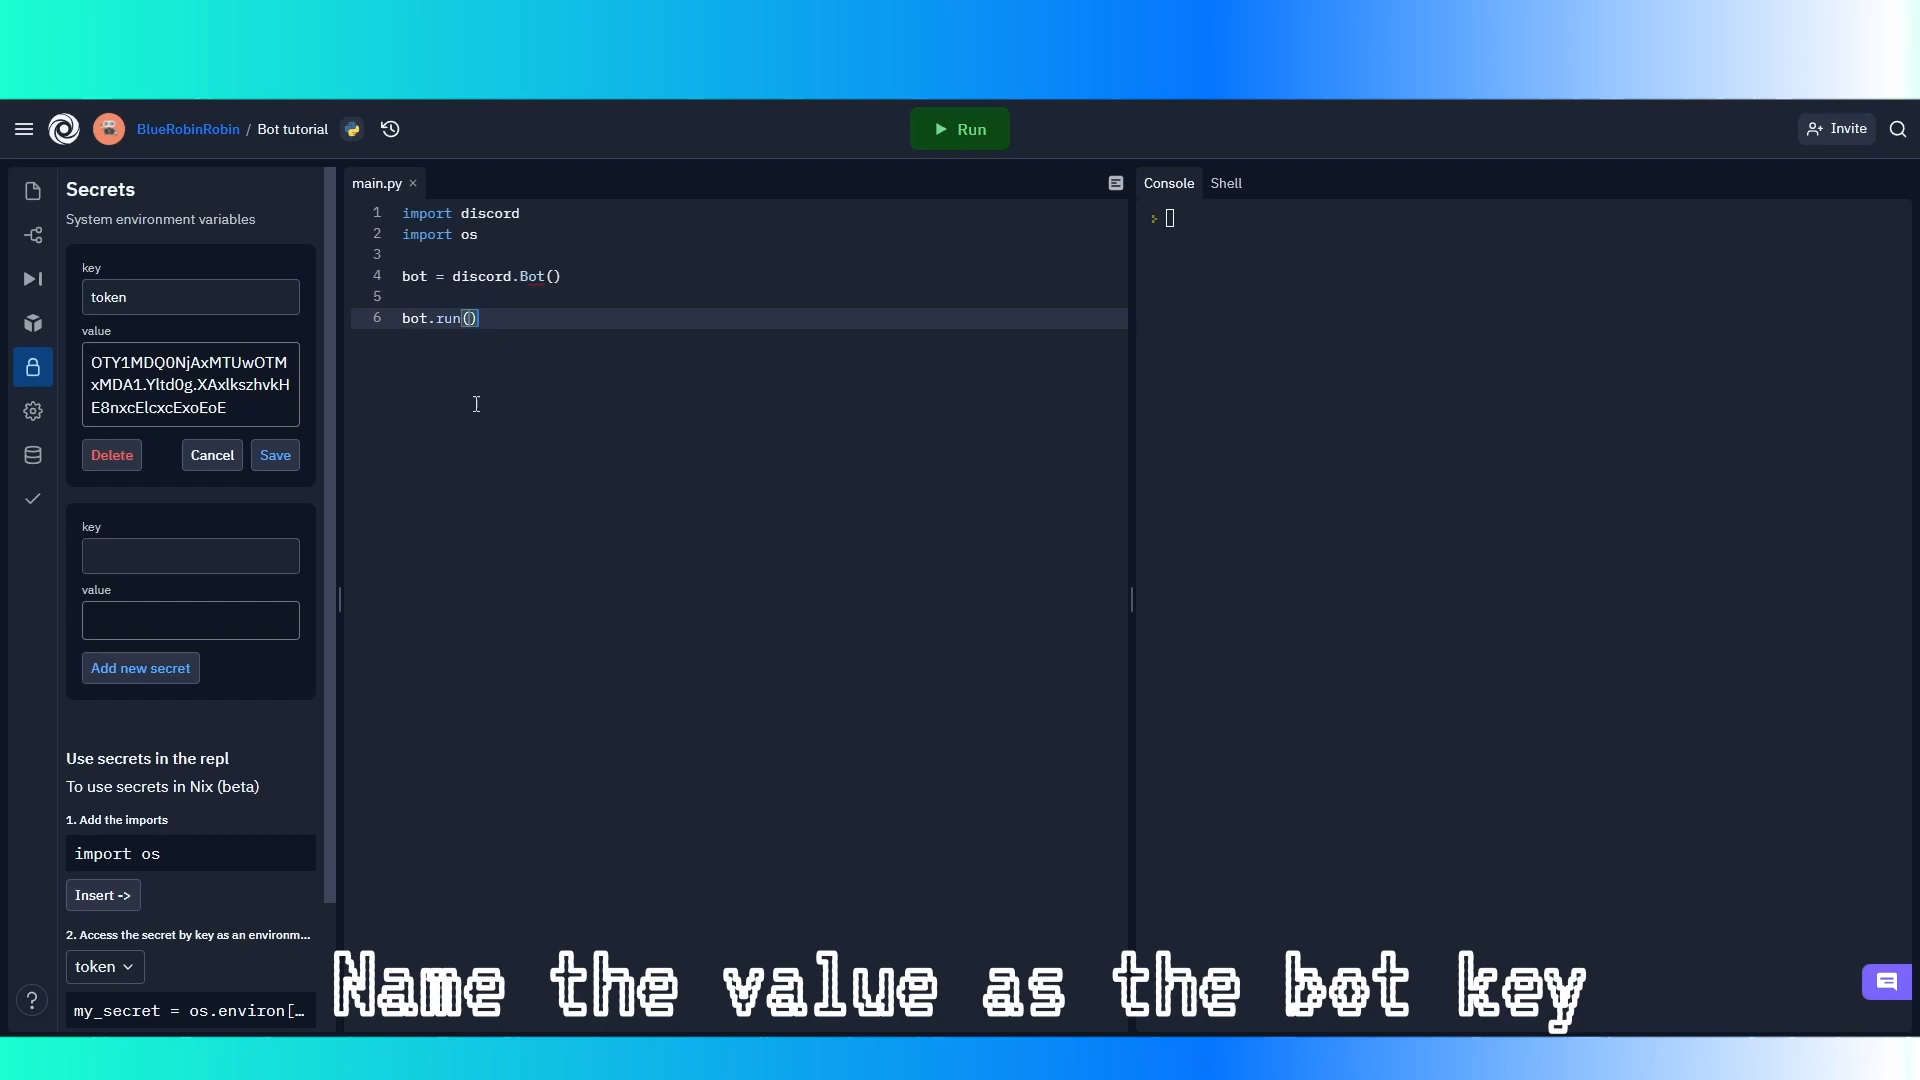 BlueRobinRobin / Bot tutorial
Run
Invite
Secrets
System environment variables
key
token
value
OTY1MDQ0NjAxMTUwOTM
xMDA1.Yltd0g.XAxlkszhvkH
E8nxcElcxcExoEoE
Delete
Cancel
Save
key
value
Add new secret
Use secrets in the repl
To use secrets in Nix (beta)
1. Add the imports
import os
Insert ->
2. Access the secret by key as an environm...
token
my_secret = os.environ[…
?
main.py ×
1 import discord
2 import os
3
4 bot = discord.Bot()
5
6 bot.run()
Console Shell
Name the value as the bot key